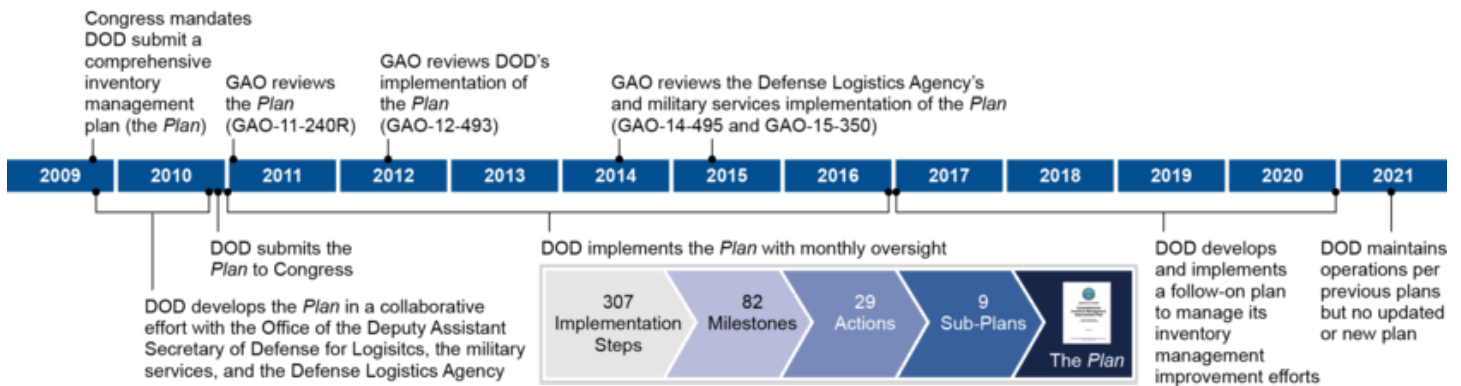 Congress mandates
DOD submit a
comprehensive
inventory
management
plan (the Plan)
GAO reviews
the Plan
(GAO-11-240R)
GAO reviews DOD's
implementation of
the Plan
(GAO-12-493)
GAO reviews the Defense Logistics Agency's
and military services implementation of the Plan
(GAO-14-495 and GAO-15-350)
2009 2010 2011 2012 2013 2014 2015 2016 2017 2018 2019 2020 2021
DOD submits the
Plan to Congress
DOD develops the Plan in a collaborative
effort with the Office of the Deputy Assistant
Secretary of Defense for Logisitcs, the military
services, and the Defense Logistics Agency
DOD implements the Plan with monthly oversight
307
Implementation
Steps
82
Milestones
29
Actions
9
Sub-Plans
The Plan
DOD develops
and implements
a follow-on plan
to manage its
inventory
management
improvement efforts
DOD maintains
operations per
previous plans
but no updated
or new plan